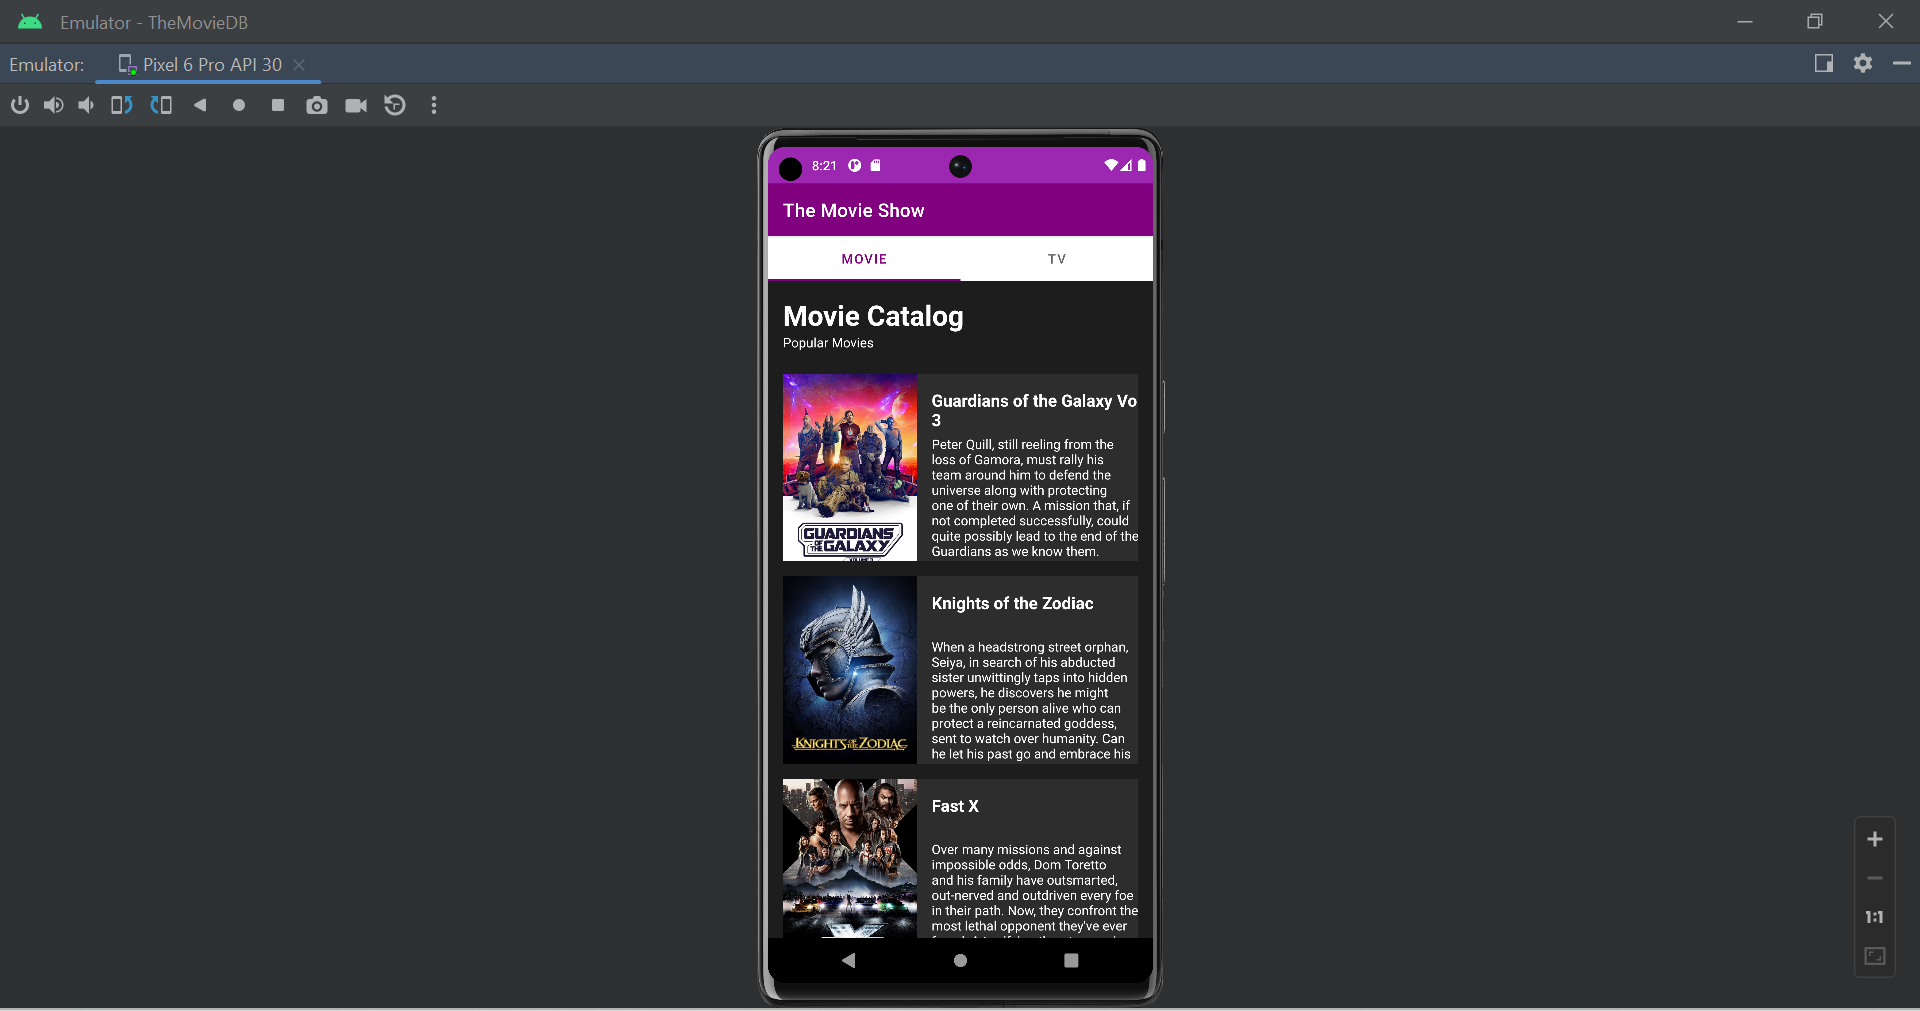 Emulator - TheMovieDB
Emulator:
Pixel 6 Pro API 30
8:21
The Movie Show
MOVIE
TV
Movie Catalog
Popular Movies
GUARDIANS
OF THE GALAXY
Guardians of the Galaxy Vo
3
Peter Quill, still reeling from the
loss of Gamora, must rally his
team around him to defend the
universe along with protecting
one of their own. A mission that, if
not completed successfully, could
quite possibly lead to the end of the
Guardians as we know them.
KNIGHTS OF THE ZODIAC
Knights of the Zodiac
When a headstrong street orphan,
Seiya, in search of his abducted
sister unwittingly taps into hidden
powers, he discovers he might
be the only person alive who can
protect a reincarnated goddess,
sent to watch over humanity. Can
he let his past go and embrace his
Fast X
Over many missions and against
impossible odds, Dom Toretto
and his family have outsmarted,
out-nerved and outdriven every foe
in their path. Now, they confront the
most lethal opponent they've ever
1:1